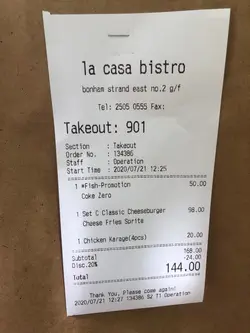 la casa bistro
bonham strand east no.2 g/f
Tel: 2505 0555 Fax:
Takeout: 901
Section : Takeout
Order No. : 134386
Staff : Operation
Start Time : 2020/07/21 12:25
1 *Fish-Promotion 50.00
Coke Zero
1 Set C Classic Cheeseburger 98.00
Cheese Fries Sprite
1 Chicken Karaage(4pcs) 20.00
168.00
Subtotal -24.00
Disc.20% 144.00
Total
Thank You, Please come again!
2020/07/21 12:27 134386 $2 T1 Operation